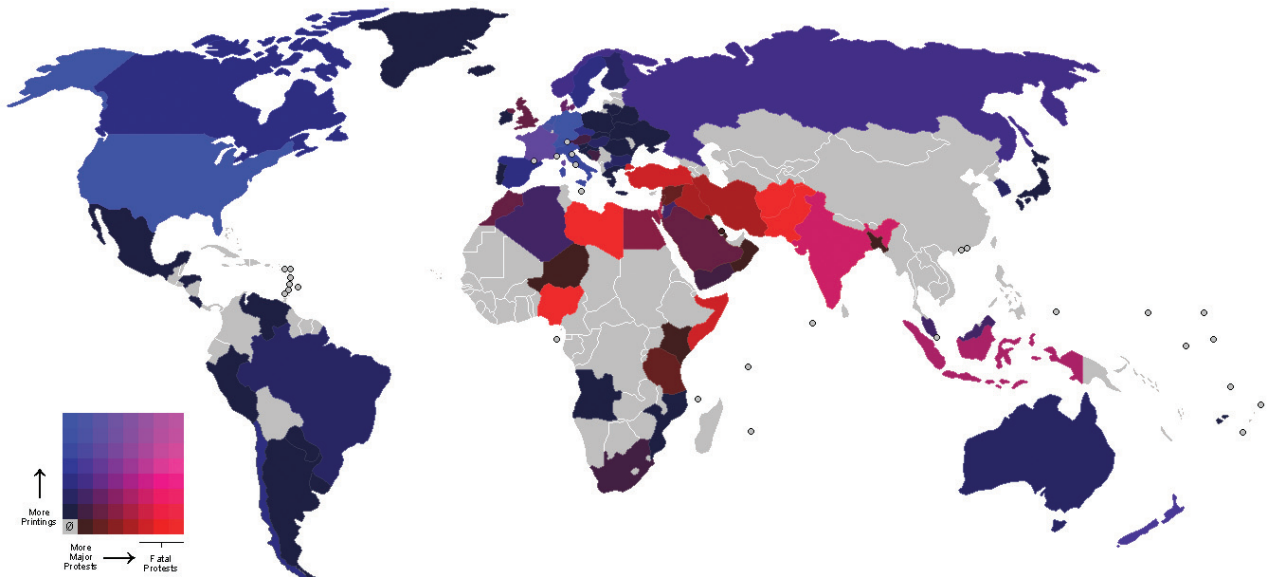 More
Printings
Ø
More
Major
Protests
Fatal
Protests